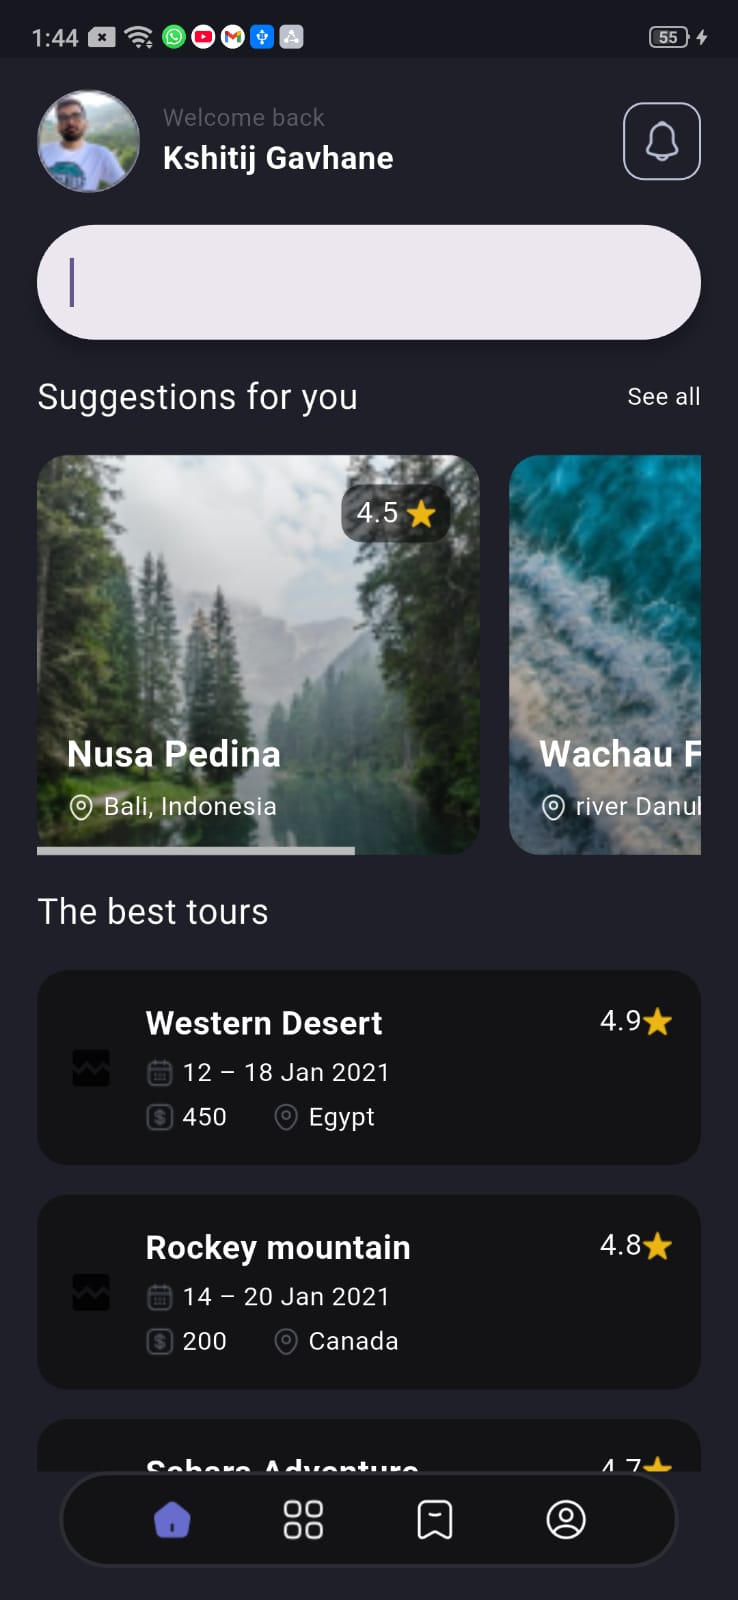 1:44
55
Welcome back
Kshitij Gavhane
Suggestions for you
See all
4.5
Nusa Pedina
Bali, Indonesia
Wachau F
river Danul
The best tours
Western Desert
4.9
12 – 18 Jan 2021
$ 450 Egypt
Rockey mountain
4.8
14 – 20 Jan 2021
$ 200 Canada
Sahara Adventure
4.7